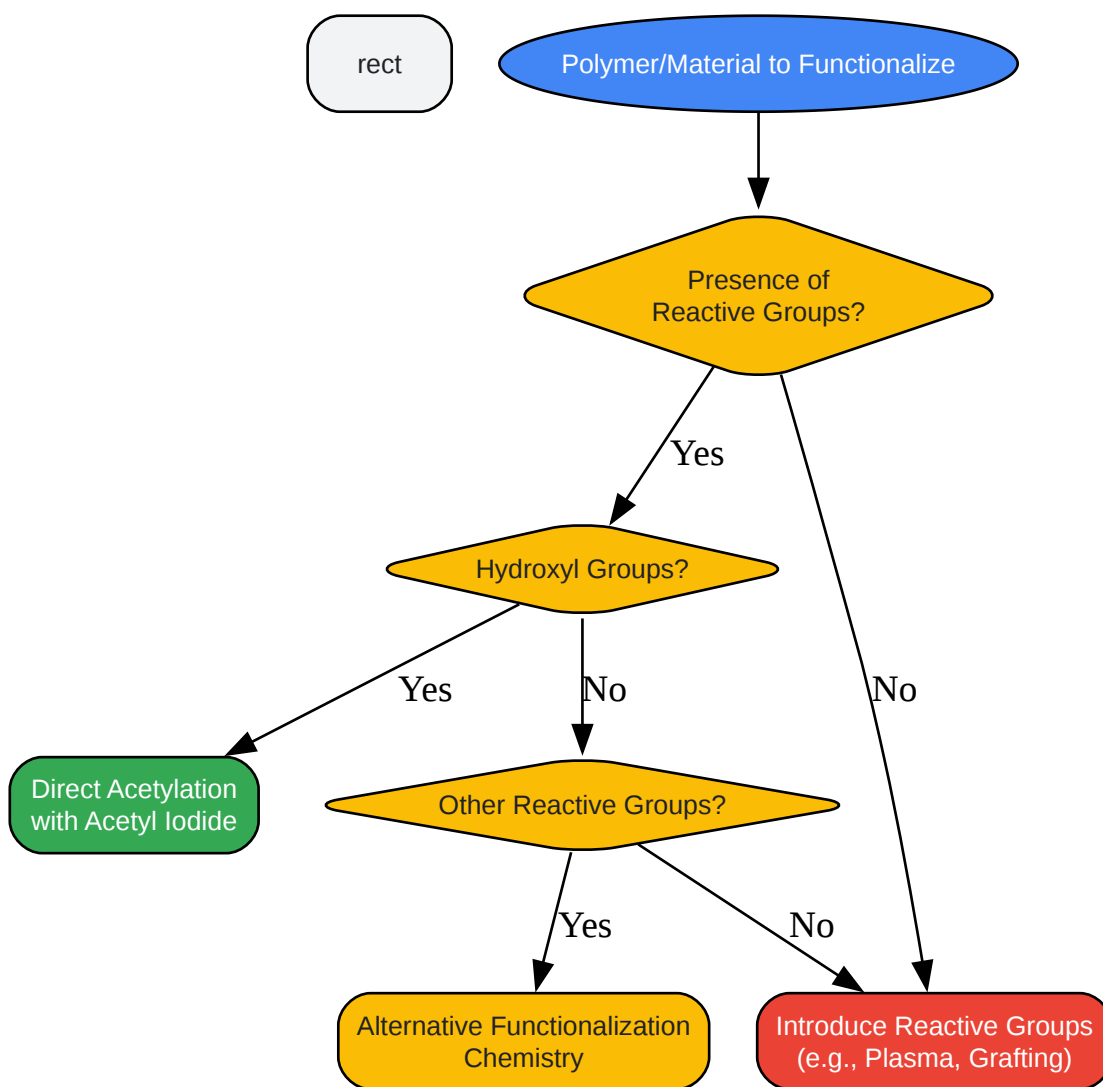 rect
Polymer/Material to Functionalize
Presence of
Reactive Groups?
Yes
Hydroxyl Groups?
Yes
No
No
Direct Acetylation
with Acetyl Iodide
Other Reactive Groups?
Yes
No
Alternative Functionalization
Chemistry
Introduce Reactive Groups
(e.g., Plasma, Grafting)